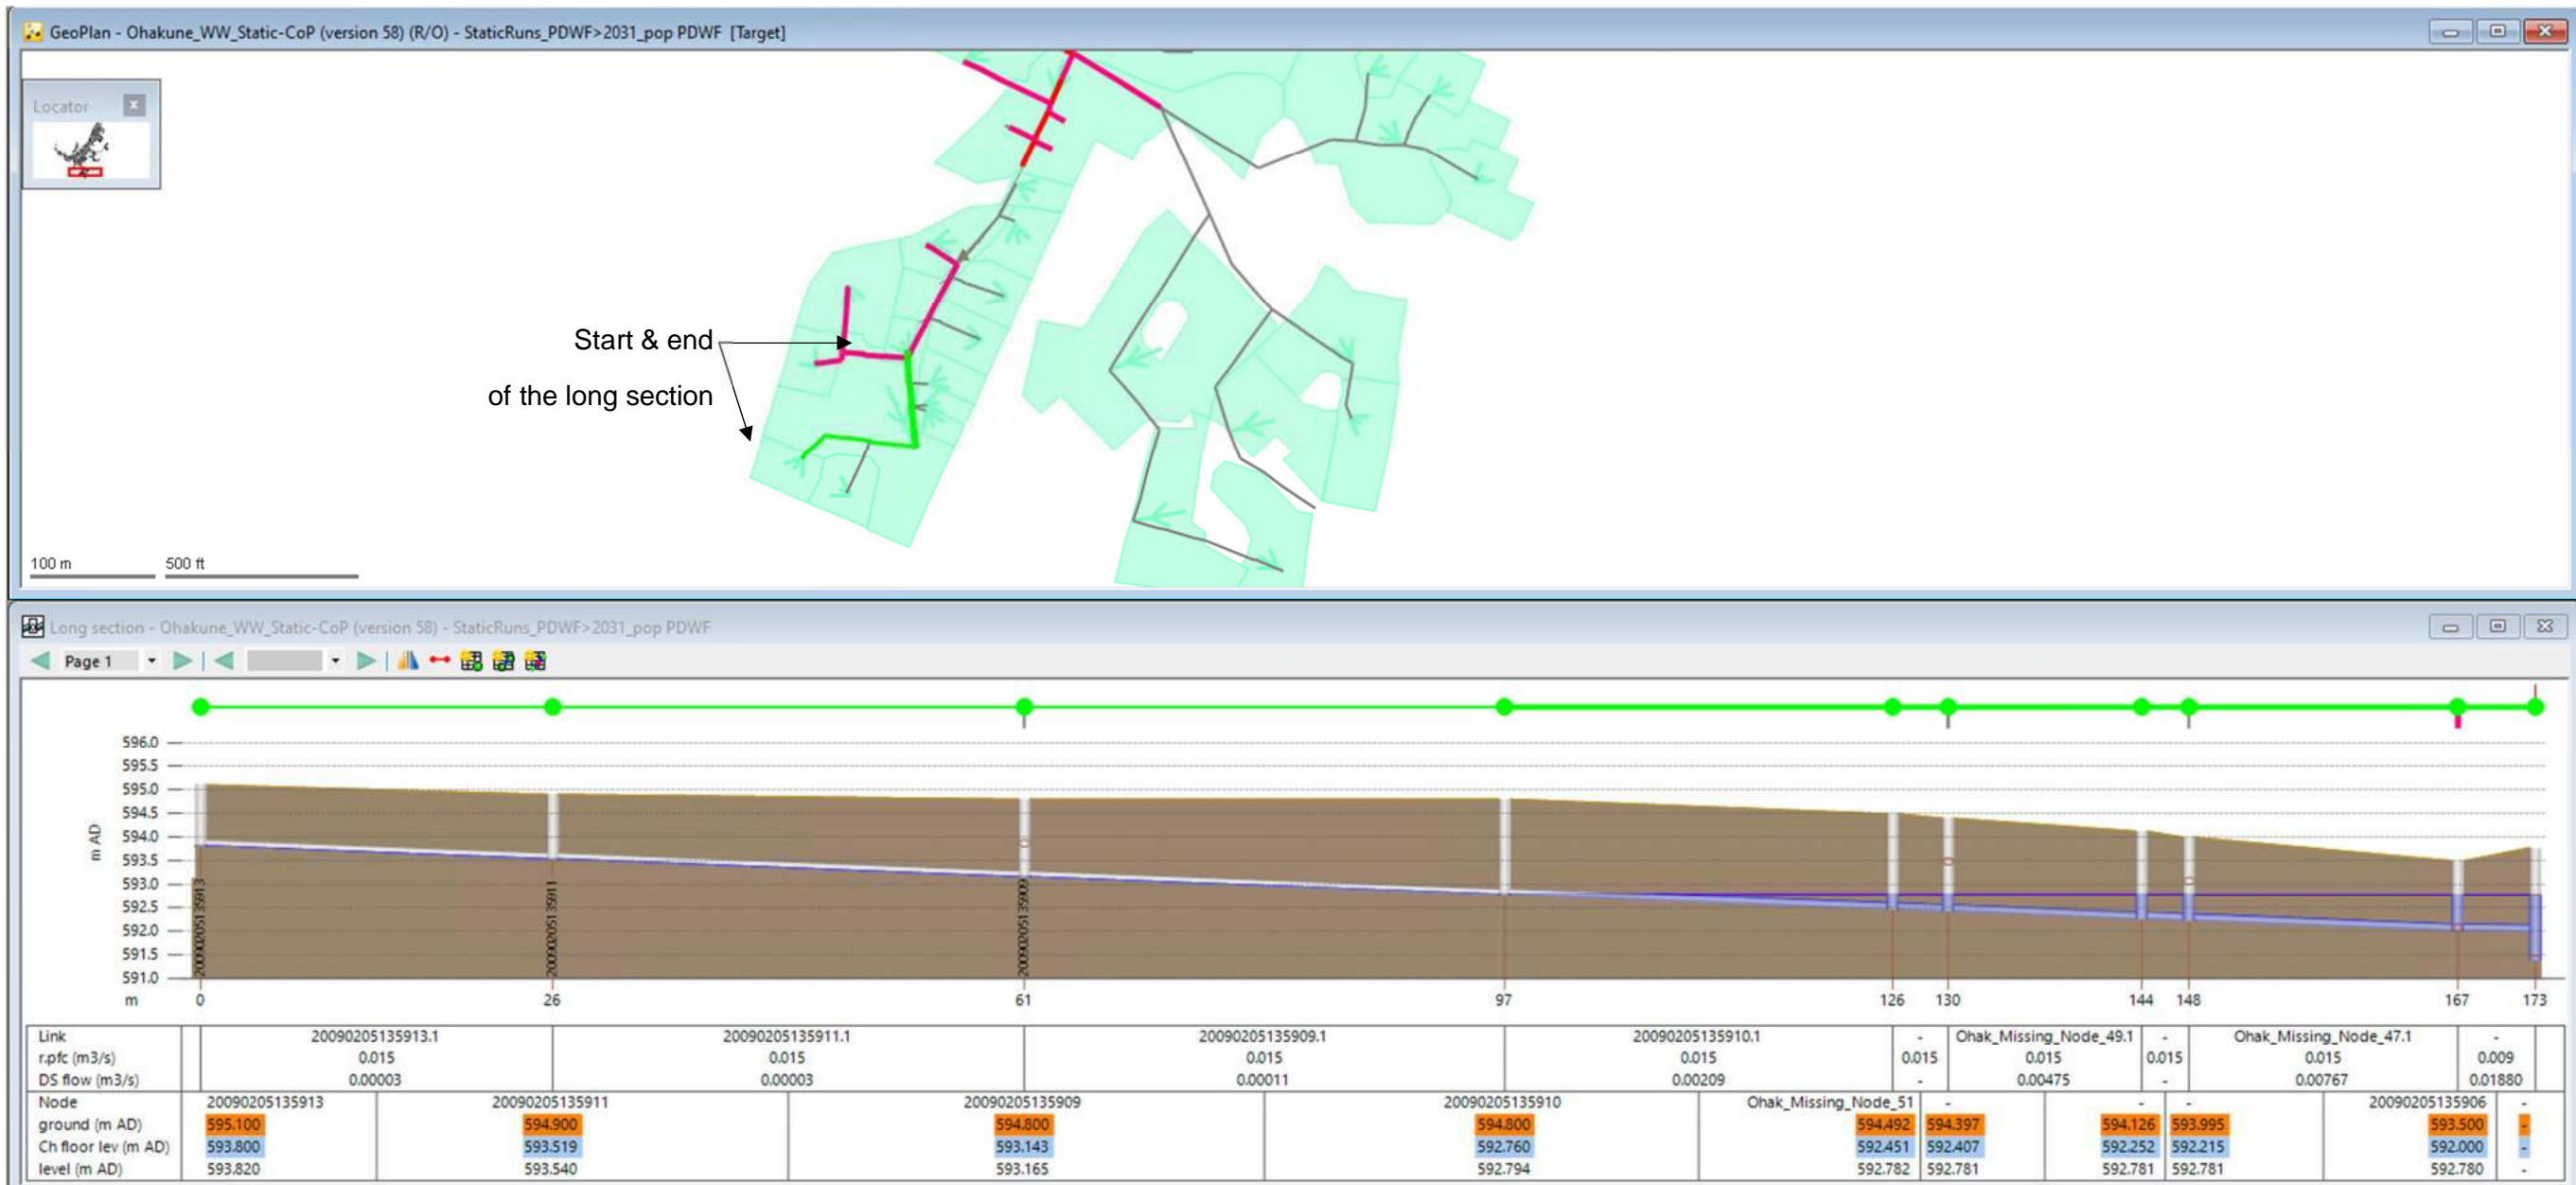 GeoPlan - Ohakune_WW_Static-CoP (version 58) (R/O) - StaticRuns_PDWF>2031_pop PDWF [Target]
Locator
Start & end
of the long section
100 m 500 ft
Long section - Ohakune_WW_Static-CoP (version 58) - StaticRuns_PDWF>2031_pop PDWF
Page 1
596.0
595.5
595.0
594.5
594.0
593.5
593.0
592.5
592.0
591.5
591.0
m AD
20090205135913
20090205135911
20090205135909
m 0 26 61 97 126 130 144 148 167 173
Link 20090205135913.1 20090205135911.1 20090205135909.1 20090205135910.1 - Ohak_Missing_Node_49.1 - Ohak_Missing_Node_47.1 -
r.pfc (m3/s) 0.015 0.015 0.015 0.015 0.015 0.015 0.015 0.015 0.009
DS flow (m3/s) 0.00003 0.00003 0.00011 0.00209 - 0.00475 - 0.00767 0.01880
Node 20090205135913 20090205135911 20090205135909 20090205135910 Ohak_Missing_Node_51 - - - 20090205135906 -
ground (m AD) 595.100 594.900 594.800 594.800 594.492 594.397 594.126 593.995 593.500 -
Ch floor lev (m AD) 593.800 593.519 593.143 592.760 592.451 592.407 592.252 592.215 592.000 -
level (m AD) 593.820 593.540 593.165 592.794 592.782 592.781 592.781 592.781 592.780 -